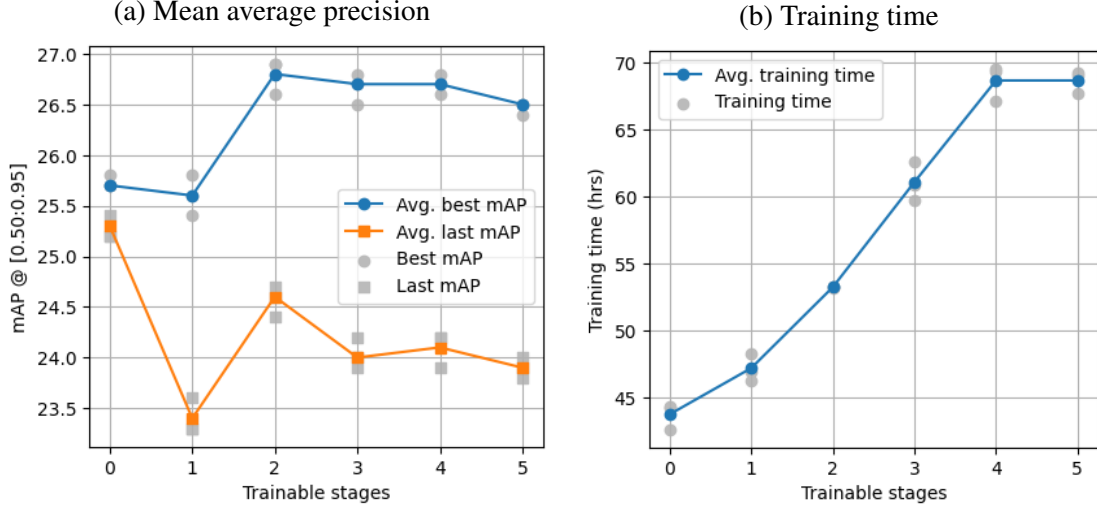 (a) Mean average precision
27.0
26.5
26.0
25.5
25.0
24.5
24.0
23.5
mAP @ [0.50:0.95]
Avg. best mAP
Avg. last mAP
Best mAP
Last mAP
0 1 2 3 4 5
Trainable stages
(b) Training time
70
65
60
55
50
45
Training time (hrs)
Avg. training time
Training time
0 1 2 3 4 5
Trainable stages